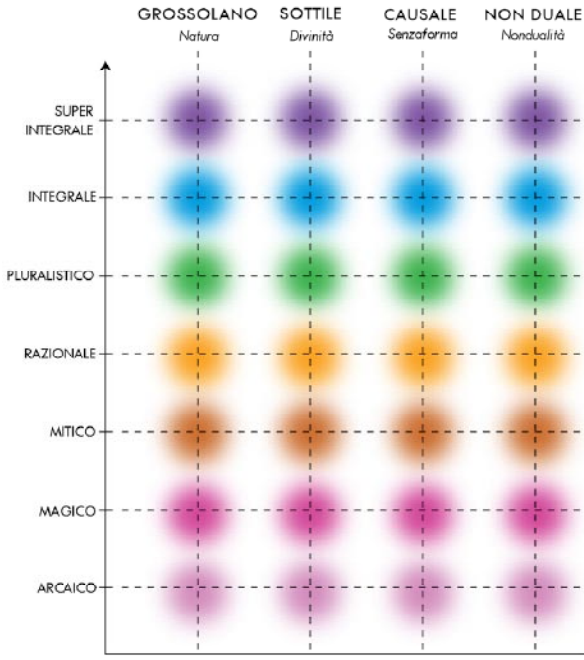 GROSSOLANO SOTTILE CAUSALE NON DUALE
Natura Divinità Senzaforma Nondualità
SUPER
INTEGRALE
INTEGRALE
PLURALISTICO
RAZIONALE
MITICO
MAGICO
ARCAICO